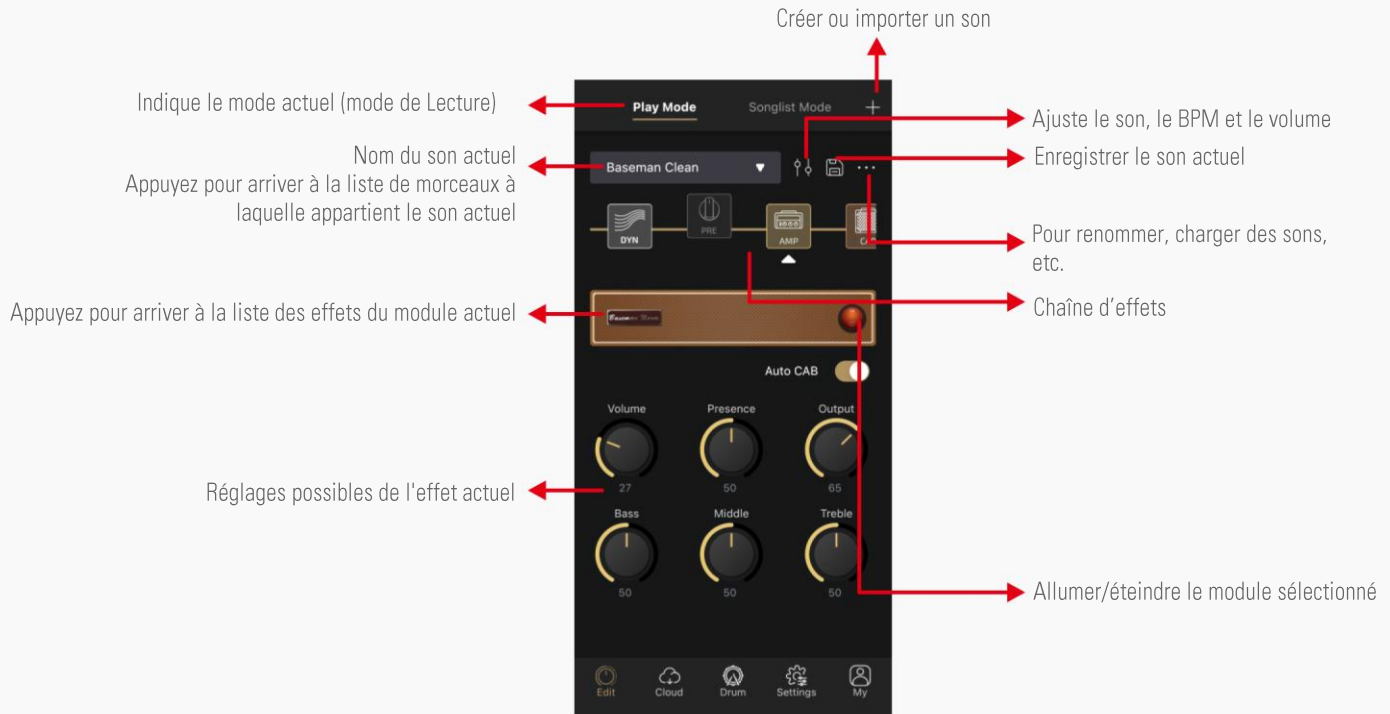 Créer ou importer un son
Indique le mode actuel (mode de Lecture)
Play Mode
Songlist Mode
Ajuste le son, le BPM et le volume
Nom du son actuel
Appuyez pour arriver à la liste de morceaux à
laquelle appartient le son actuel
Baseman Clean
Enregistrer le son actuel
DYN
PRE
AMP
CAB
Pour renommer, charger des sons,
etc.
Chaîne d’effets
Appuyez pour arriver à la liste des effets du module actuel
Auto CAB
Volume
Presence
Output
27
50
65
Réglages possibles de l'effet actuel
Bass
Middle
Treble
50
50
50
Allumer/éteindre le module sélectionné
Edit
Cloud
Drum
Settings
My